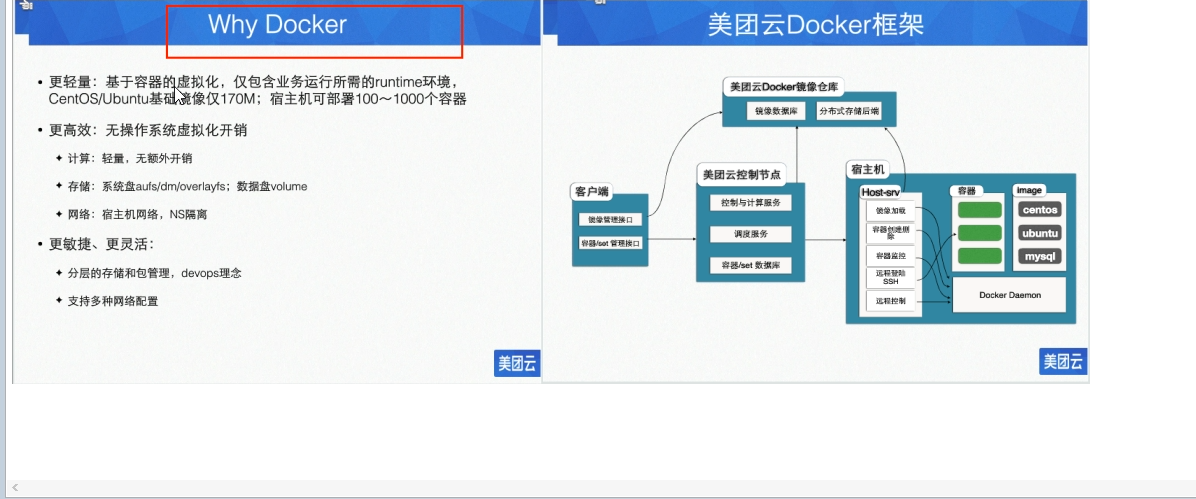 Why Docker
• 更轻量：基于容器的虚拟化，仅包含业务运行所需的runtime环境，
CentOS/Ubuntu基础镜像仅170M；宿主机可部署100～1000个容器
• 更高效：无操作系统虚拟化开销
✦ 计算：轻量，无额外开销
✦ 存储：系统盘aufs/dm/overlayfs；数据盘volume
✦ 网络：宿主机网络，NS隔离
• 更敏捷、更灵活：
✦ 分层的存储和包管理，devops理念
✦ 支持多种网络配置
美团云
美团云Docker框架
美团云Docker镜像仓库
镜像数据库
分布式存储后端
客户端
镜像管理接口
容器/set 管理接口
美团云控制节点
控制与计算服务
调度服务
容器/set 数据库
宿主机
Host-srv
镜像加载
容器创建删
除
容器监控
远程登陆
SSH
远程控制
容器
image
centos
ubuntu
mysql
Docker Daemon
美团云